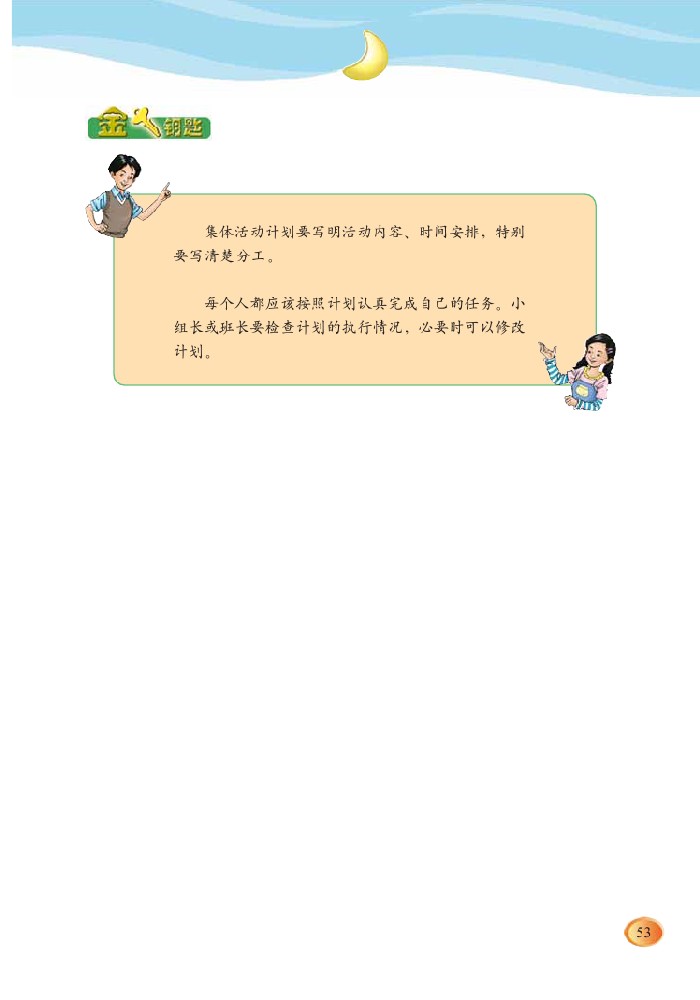 金钥匙
集体活动计划要写明活动内容、时间安排，特别
要写清楚分工。
每个人都应该按照计划认真完成自己的任务。小
组长或班长要检查计划的执行情况，必要时可以修改
计划。
53